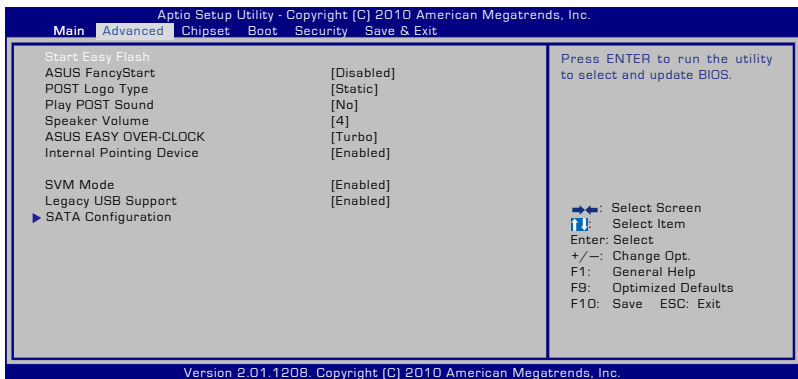 Aptio Setup Utility - Copyright (C) 2010 American Megatrends, Inc.
Main Advanced Chipset Boot Security Save & Exit
Start Easy Flash
ASUS FancyStart [Disabled]
POST Logo Type [Static]
Play POST Sound [No]
Speaker Volume [4]
ASUS EASY OVER-CLOCK [Turbo]
Internal Pointing Device [Enabled]
SVM Mode [Enabled]
Legacy USB Support [Enabled]
SATA Configuration
Press ENTER to run the utility
to select and update BIOS.
→←: Select Screen
↑↓: Select Item
Enter: Select
+/—: Change Opt.
F1: General Help
F9: Optimized Defaults
F10: Save ESC: Exit
Version 2.01.1208. Copyright (C) 2010 American Megatrends, Inc.